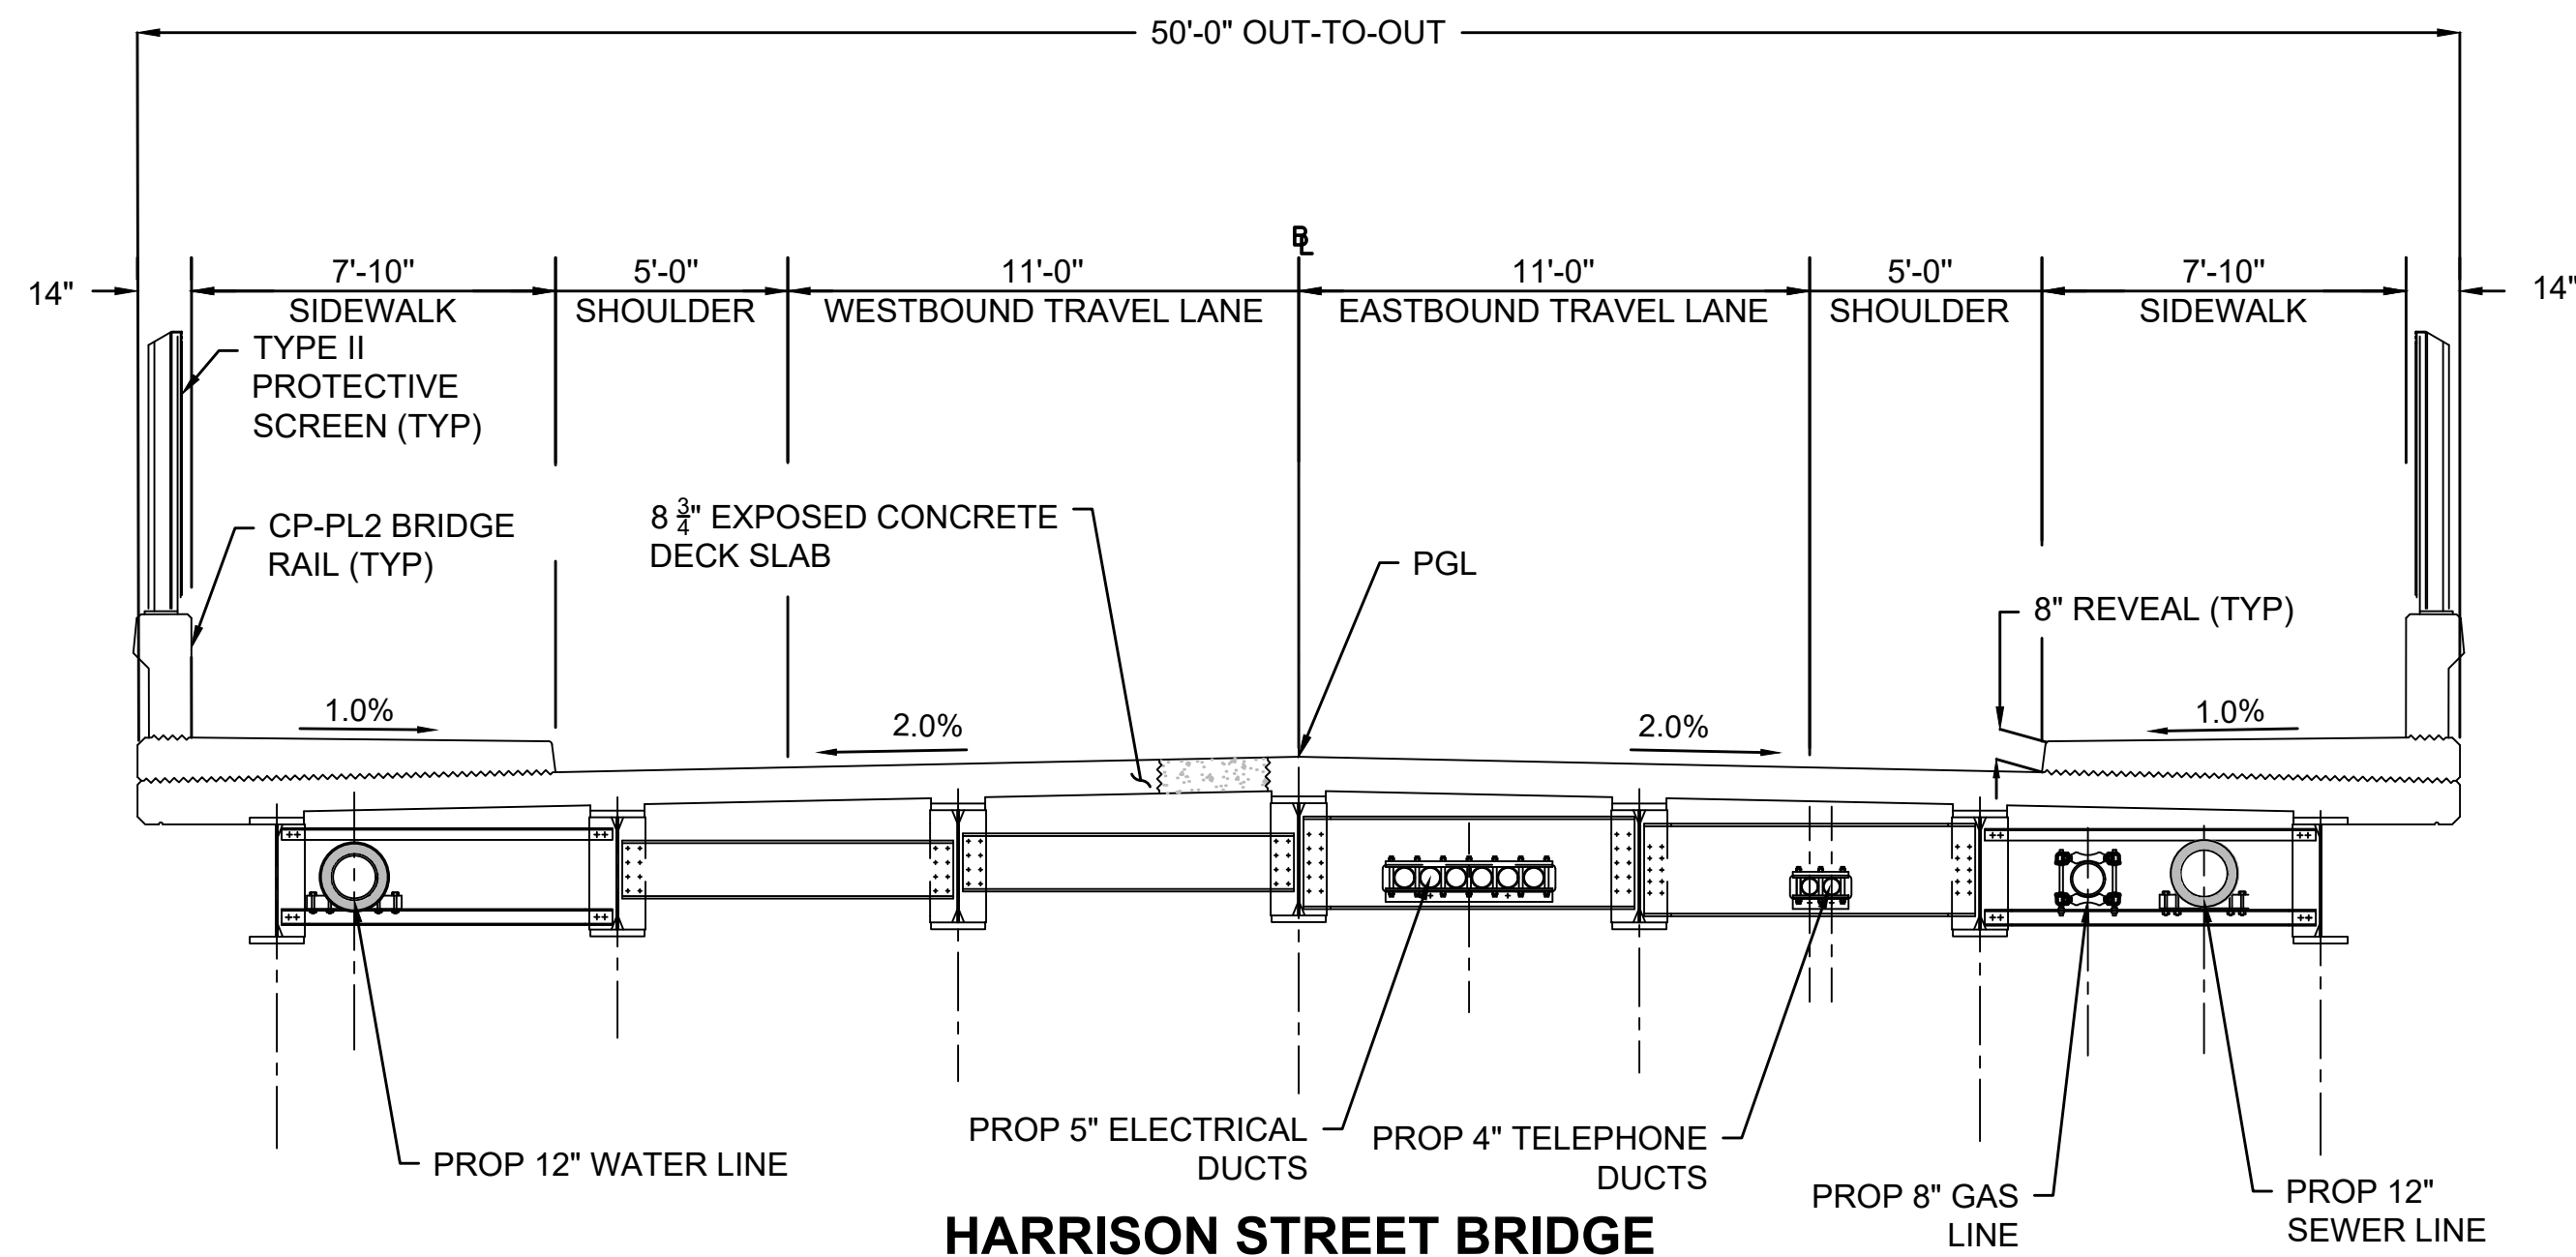 50'-0" OUT-TO-OUT
BL
14"
7'-10"
SIDEWALK
5'-0"
SHOULDER
11'-0"
WESTBOUND TRAVEL LANE
11'-0"
EASTBOUND TRAVEL LANE
5'-0"
SHOULDER
7'-10"
SIDEWALK
14"
TYPE II
PROTECTIVE
SCREEN (TYP)
CP-PL2 BRIDGE
RAIL (TYP)
8 3/4" EXPOSED CONCRETE
DECK SLAB
PGL
8" REVEAL (TYP)
1.0%
2.0%
2.0%
1.0%
PROP 12" WATER LINE
PROP 5" ELECTRICAL
DUCTS
PROP 4" TELEPHONE
DUCTS
PROP 8" GAS
LINE
PROP 12"
SEWER LINE
HARRISON STREET BRIDGE